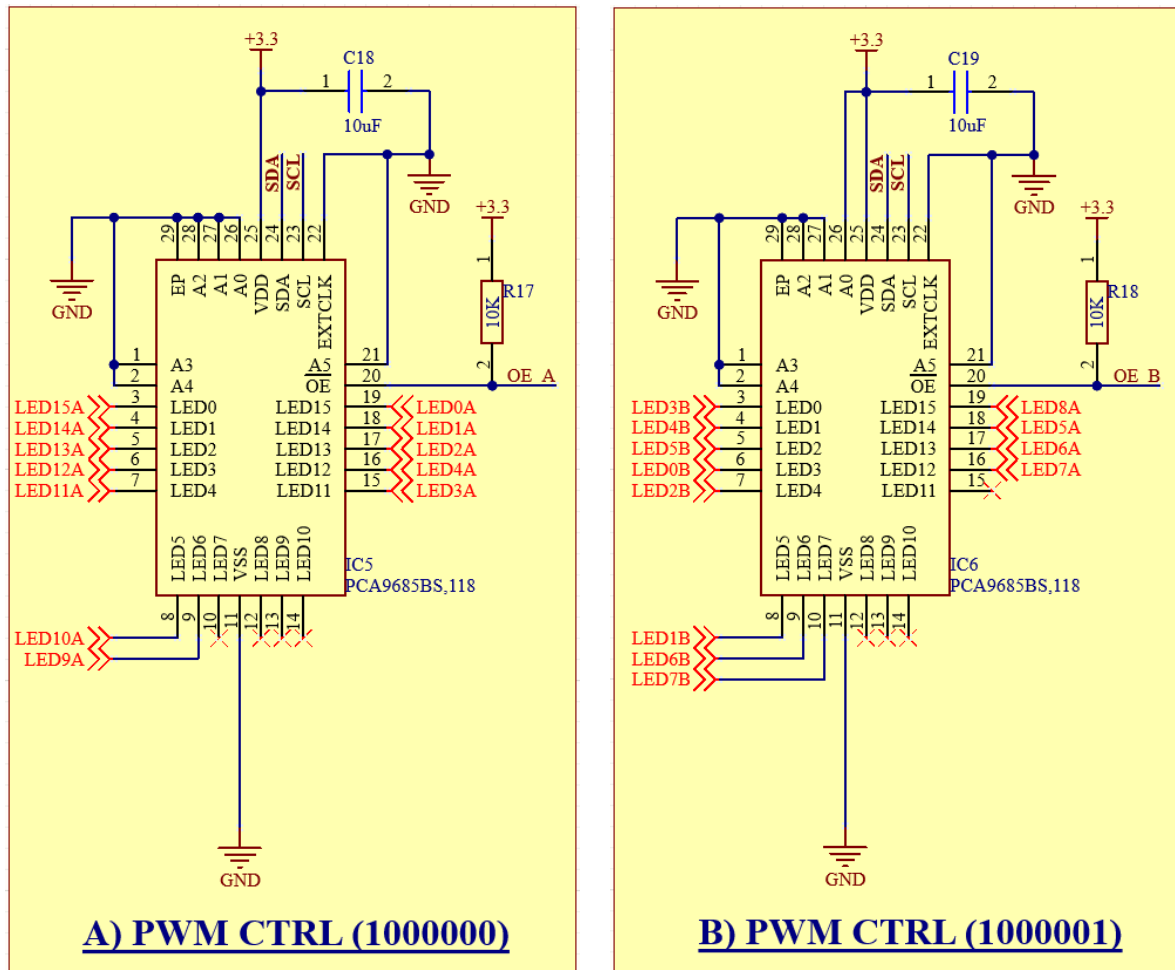 +3.3
C18
1
2
10uF
SDA
SCL
GND
+3.3
29
28
27
26
25
24
23
22
GND
EP
A2
A1
A0
VDD
SDA
SCL
EXTCLK
1
R17
10K
2
1
A3
A5
21
2
A4
OE
20
OE_A
LED15A
3
LED0
LED15
19
LED0A
LED14A
4
LED1
LED14
18
LED1A
LED13A
5
LED2
LED13
17
LED2A
LED12A
6
LED3
LED12
16
LED4A
LED11A
7
LED4
LED11
15
LED3A
LED5
LED6
LED7
VSS
LED8
LED9
LED10
IC5
PCA9685BS,118
8
9
10
11
12
13
14
LED10A
LED9A
GND
A) PWM CTRL (1000000)
+3.3
C19
1
2
10uF
SDA
SCL
GND
+3.3
29
28
27
26
25
24
23
22
GND
EP
A2
A1
A0
VDD
SDA
SCL
EXTCLK
1
R18
10K
2
1
A3
A5
21
2
A4
OE
20
OE_B
LED3B
3
LED0
LED15
19
LED8A
LED4B
4
LED1
LED14
18
LED5A
LED5B
5
LED2
LED13
17
LED6A
LED0B
6
LED3
LED12
16
LED7A
LED2B
7
LED4
LED11
15
LED5
LED6
LED7
VSS
LED8
LED9
LED10
IC6
PCA9685BS,118
8
9
10
11
12
13
14
LED1B
LED6B
LED7B
GND
B) PWM CTRL (1000001)